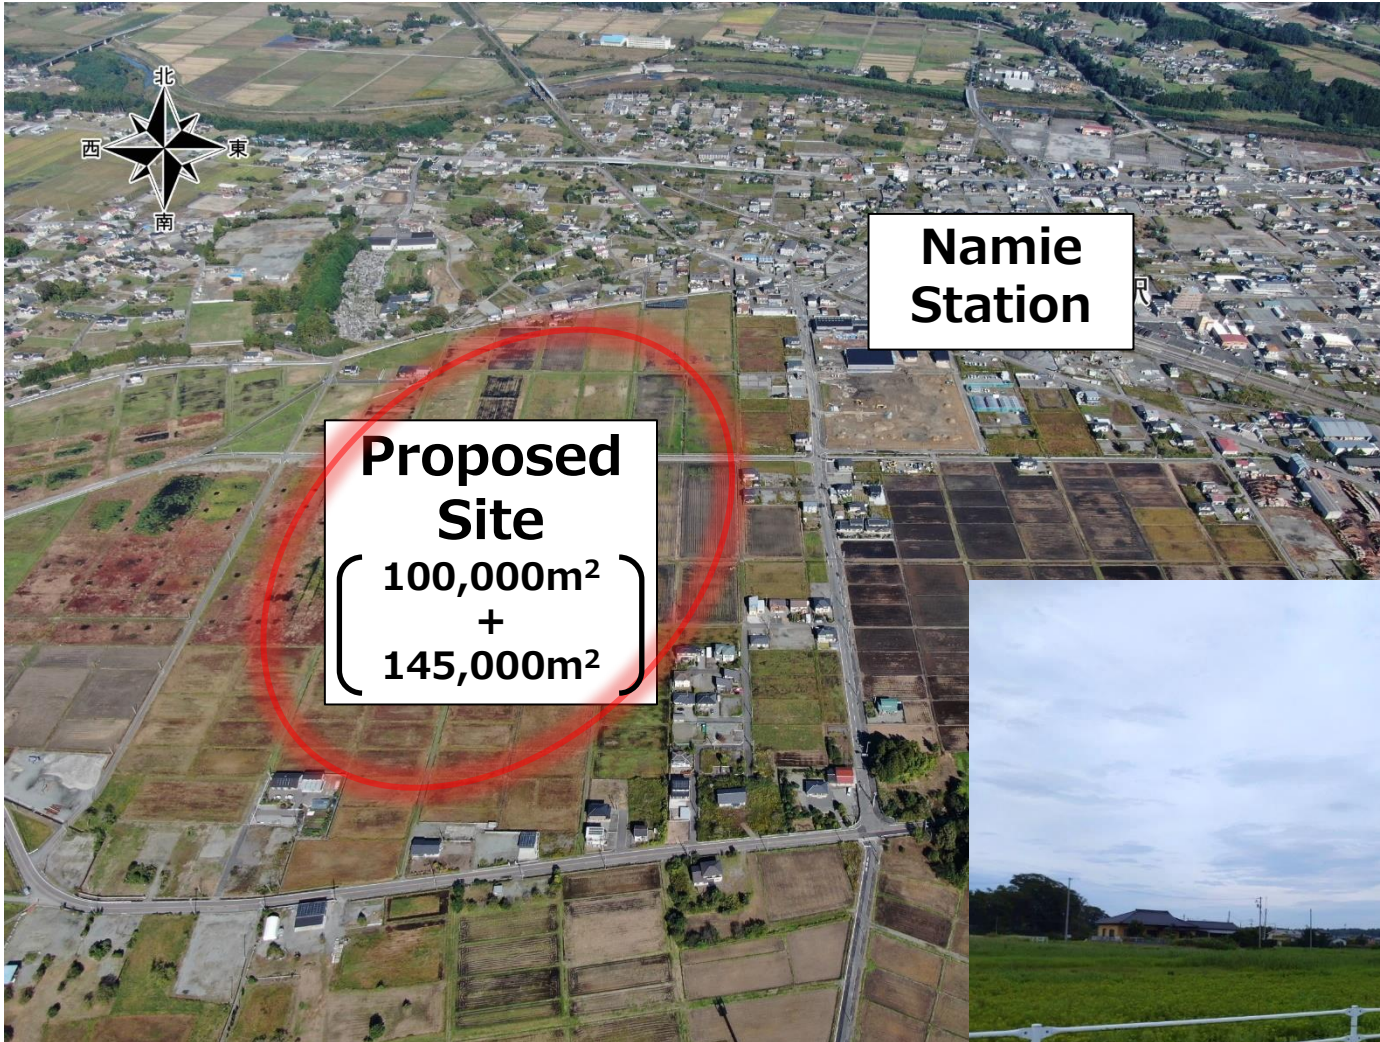 北
西
東
南
Namie
Station
Proposed
Site
100,000m²
+
145,000m²